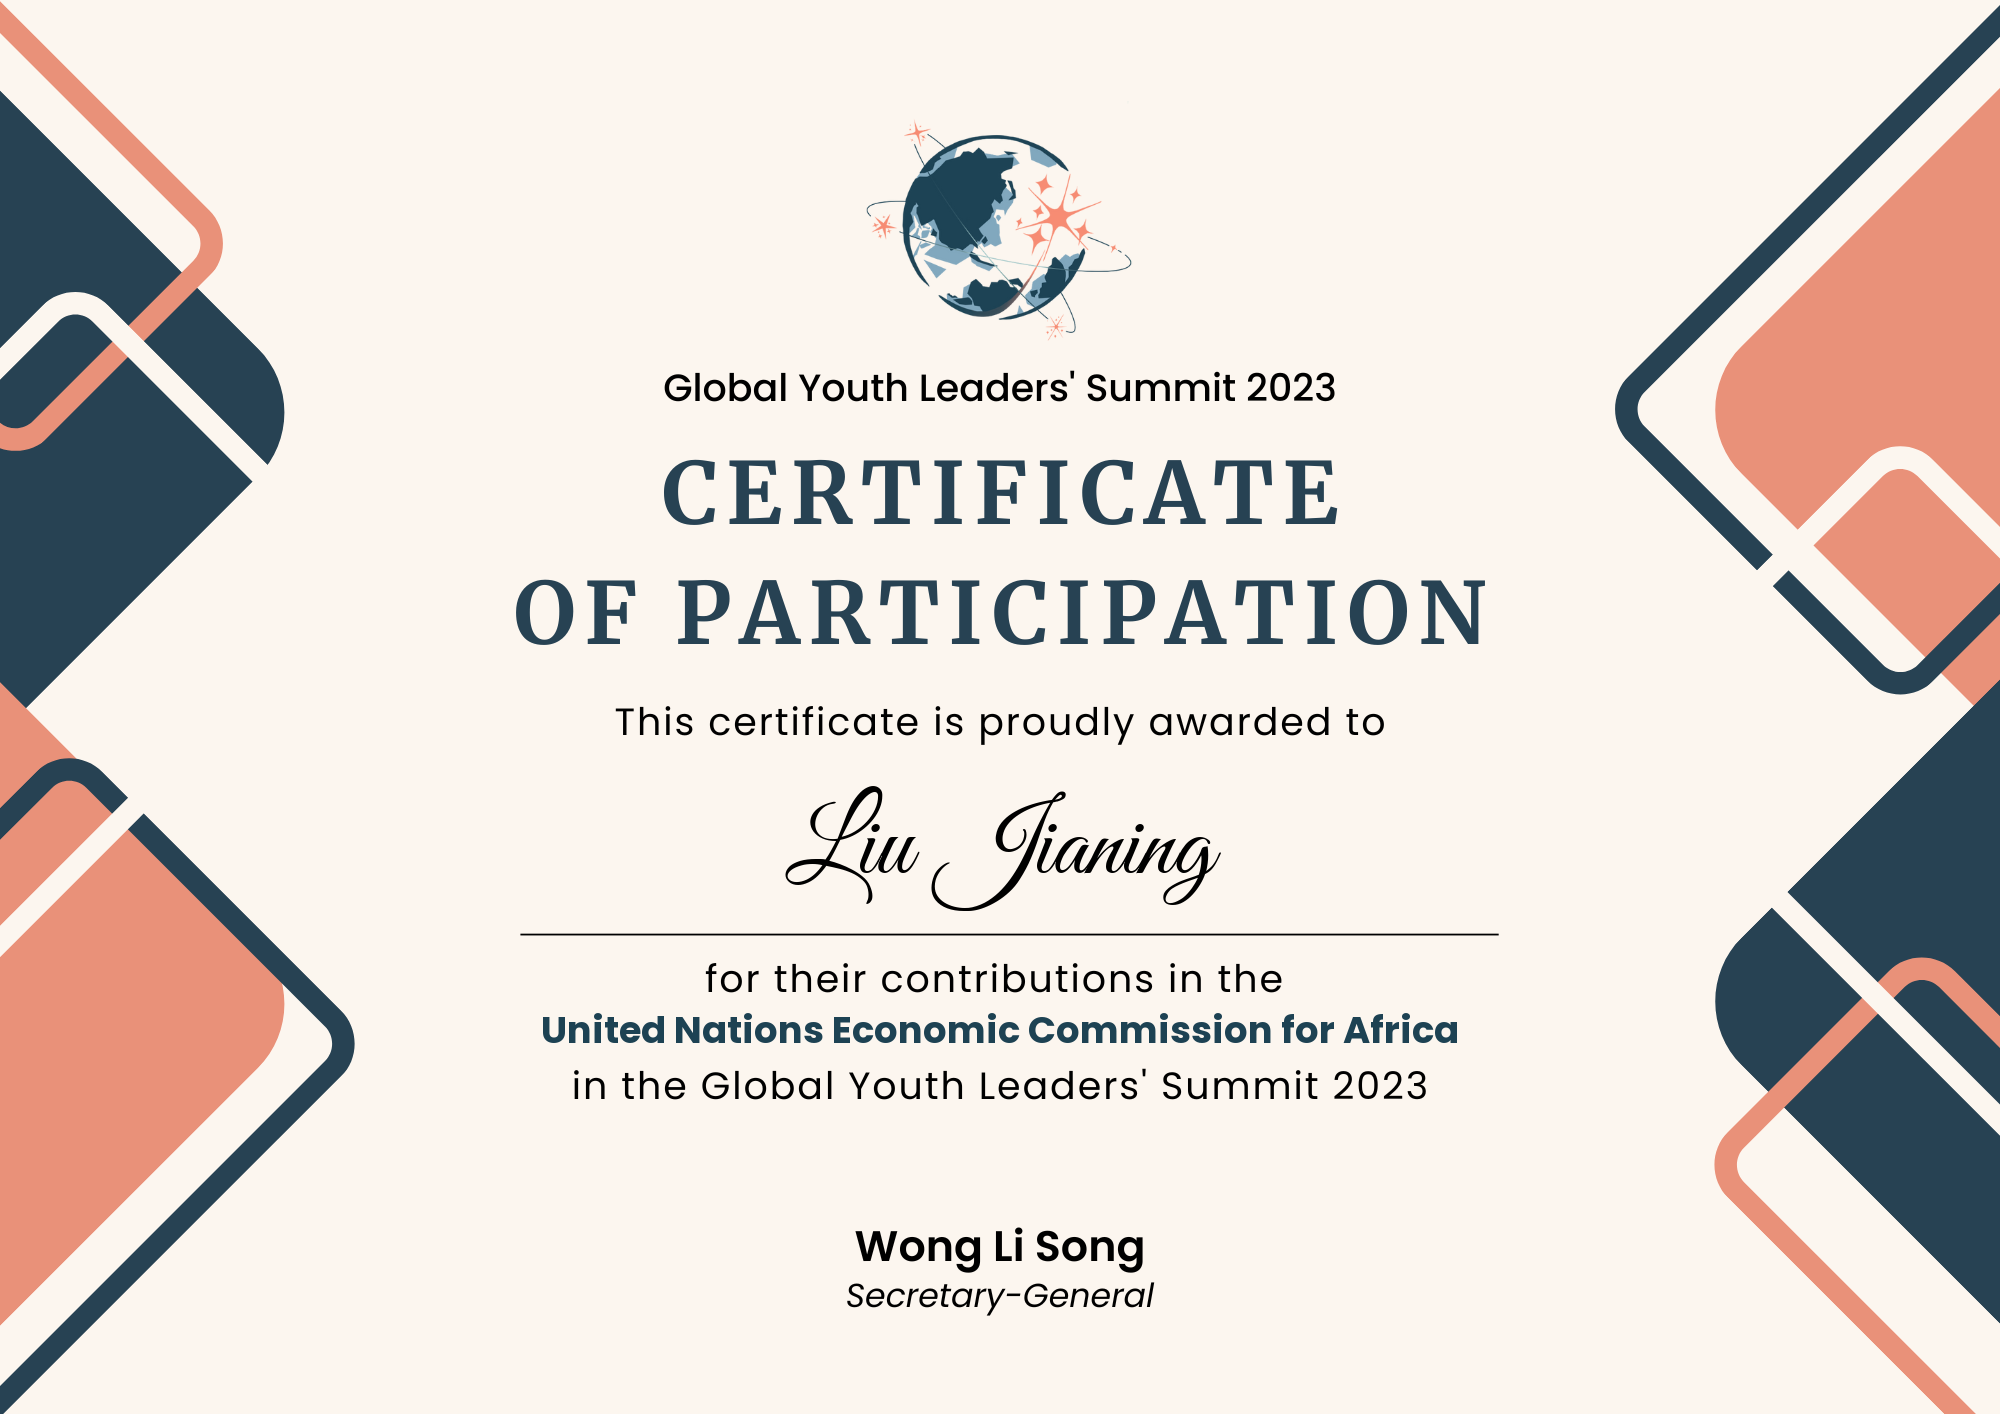 Global Youth Leaders' Summit 2023
CERTIFICATE
OF PARTICIPATION
This certificate is proudly awarded to
Liu Jianing
for their contributions in the
United Nations Economic Commission for Africa
in the Global Youth Leaders' Summit 2023
Wong Li Song
Secretary-General